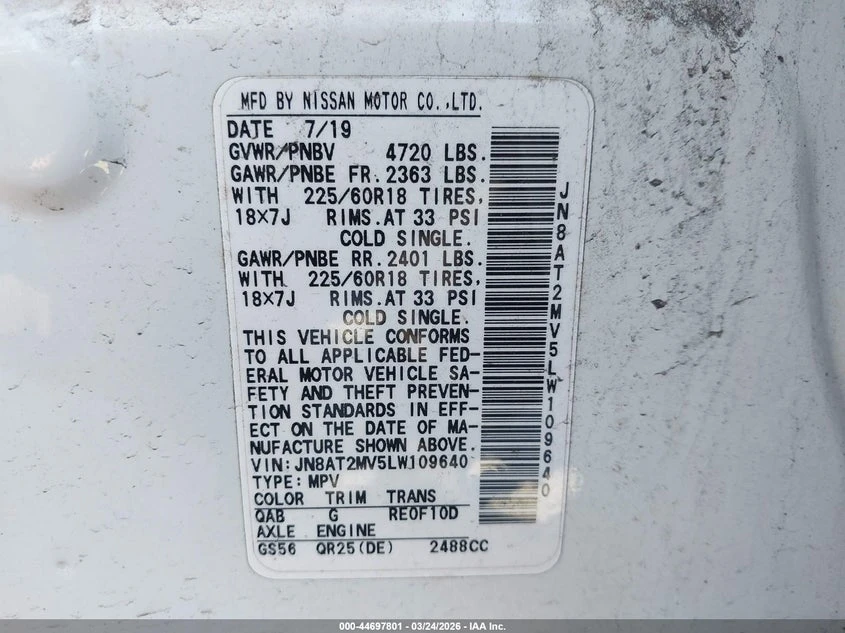 MFD BY NISSAN MOTOR CO.,LTD.
DATE 7/19
GVWR/PNBV 4720 LBS.
GAWR/PNBE FR. 2363 LBS.
WITH 225/60R18 TIRES,
18×7J RIMS.AT 33 PSI
COLD SINGLE.
GAWR/PNBE RR. 2401 LBS.
WITH 225/60R18 TIRES,
18×7J RIMS.AT 33 PSI
COLD SINGLE.
THIS VEHICLE CONFORMS
TO ALL APPLICABLE FED-
ERAL MOTOR VEHICLE SA-
FETY AND THEFT PREVEN-
TION STANDARDS IN EFF-
ECT ON THE DATE OF MA-
NUFACTURE SHOWN ABOVE.
VIN: JN8AT2MV5LW109640
TYPE: MPV
COLOR TRIM TRANS
QAB G RE0F10D
AXLE ENGINE
GS56 QR25(DE) 2488CC
JN8AT2MV5LW109640
000-44697801 - 03/24/2026 - IAA Inc.